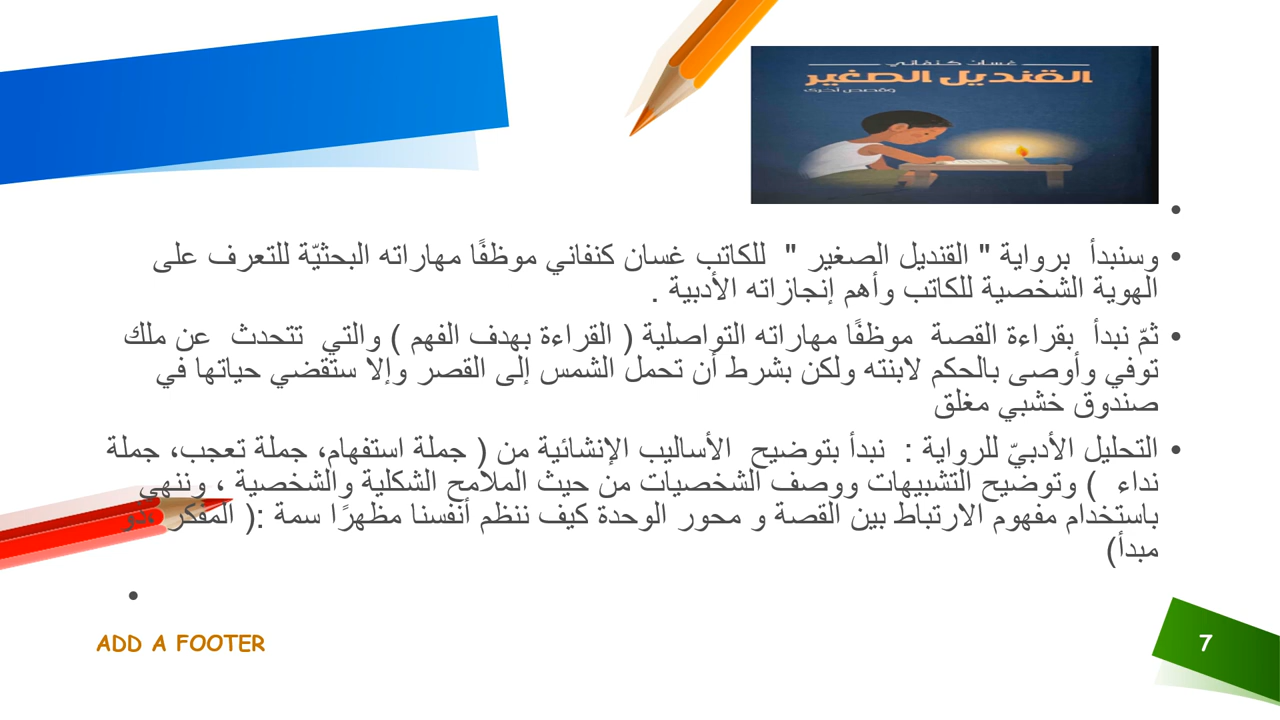 غسان كنفاني
القنديل الصغير
وقصص أخرى
•
• وسنبدأ برواية " القنديل الصغير " للكاتب غسان كنفاني موظفًا مهاراته البحثيّة للتعرف على
الهوية الشخصية للكاتب وأهم إنجازاته الأدبية .
• ثمّ نبدأ بقراءة القصة موظفًا مهاراته التواصلية ( القراءة بهدف الفهم ) والتي تتحدث عن ملك
توفي وأوصى بالحكم لابنته ولكن بشرط أن تحمل الشمس إلى القصر وإلا ستقضي حياتها في
صندوق خشبي مغلق
• التحليل الأدبيّ للرواية : نبدأ بتوضيح الأساليب الإنشائية من ( جملة استفهام، جملة تعجب، جملة
نداء ) وتوضيح التشبيهات ووصف الشخصيات من حيث الملامح الشكلية والشخصية ، وننهي
باستخدام مفهوم الارتباط بين القصة و محور الوحدة كيف ننظم أنفسنا مظهرًا سمة :( المفكر ،ذو
مبدأ)
•
ADD A FOOTER
7